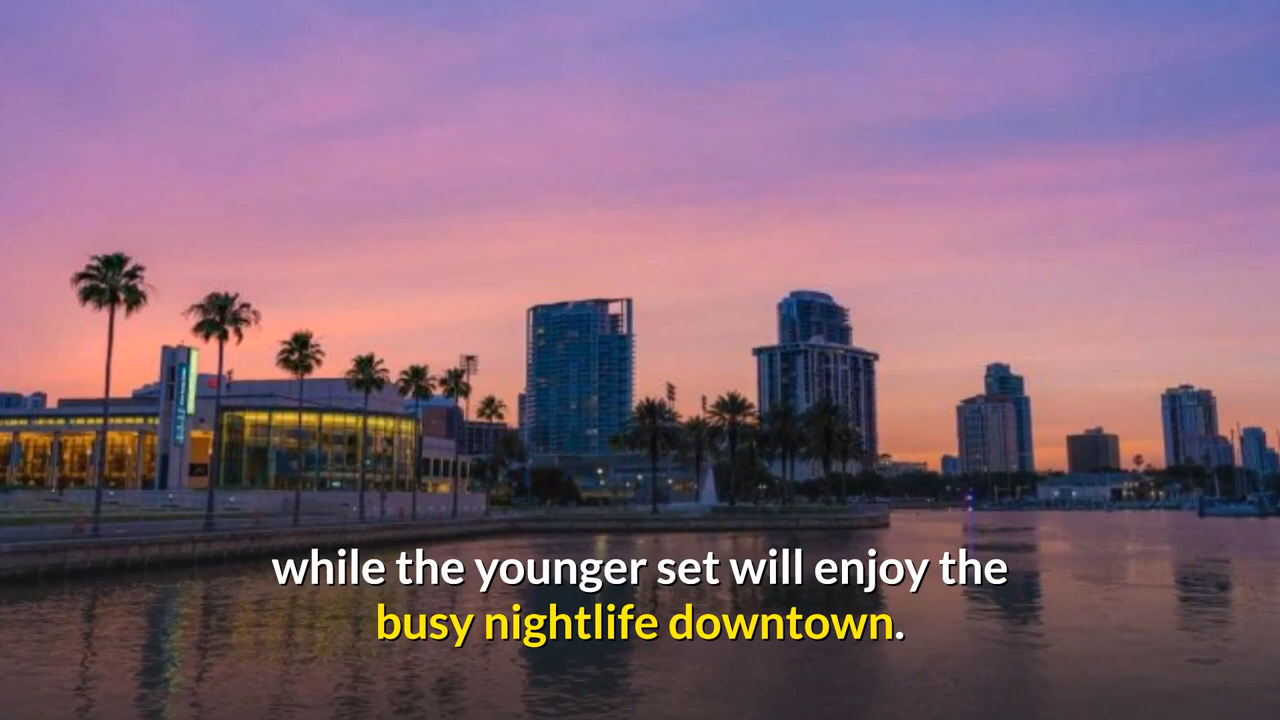 while the younger set will enjoy the
busy nightlife downtown.